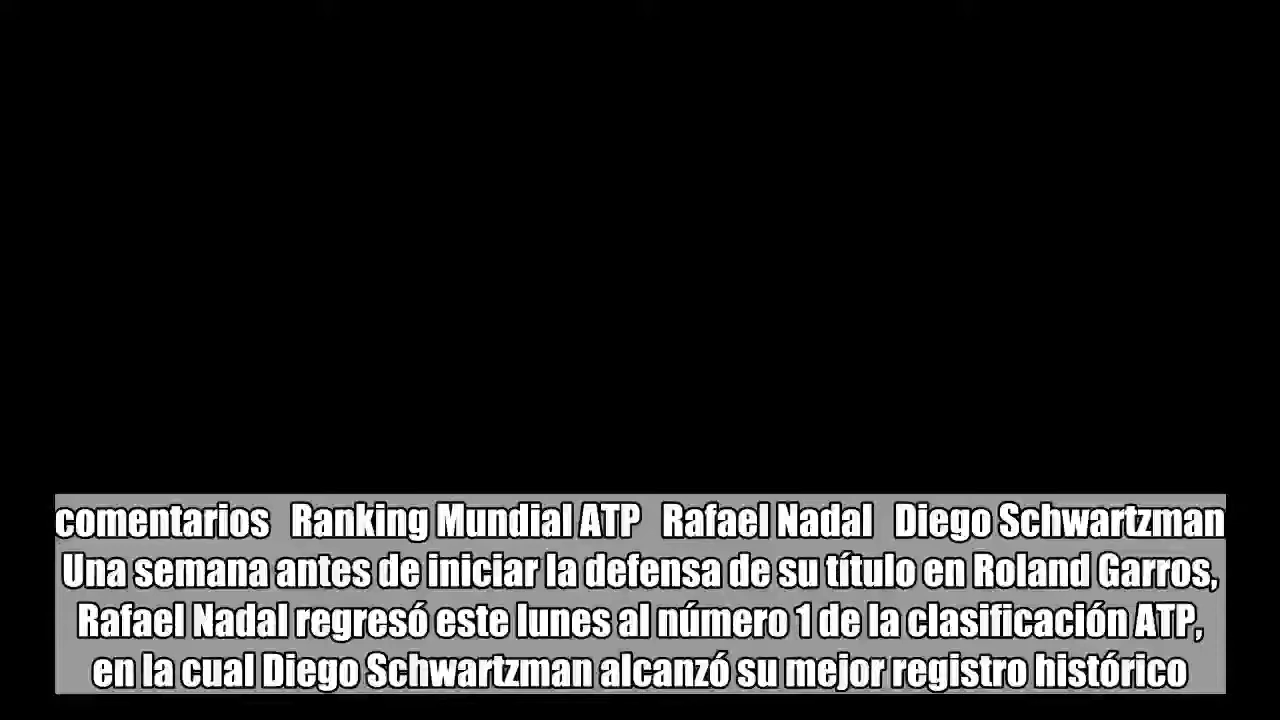 comentarios Ranking Mundial ATP Rafael Nadal Diego Schwartzman
Una semana antes de iniciar la defensa de su título en Roland Garros,
Rafael Nadal regresó este lunes al número 1 de la clasificación ATP,
en la cual Diego Schwartzman alcanzó su mejor registro histórico